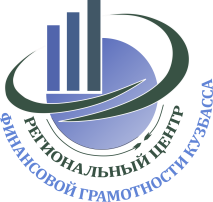 РЕГИОНАЛЬНЫЙ ЦЕНТР
ФИНАНСОВОЙ ГРАМОТНОСТИ КУЗБАССА